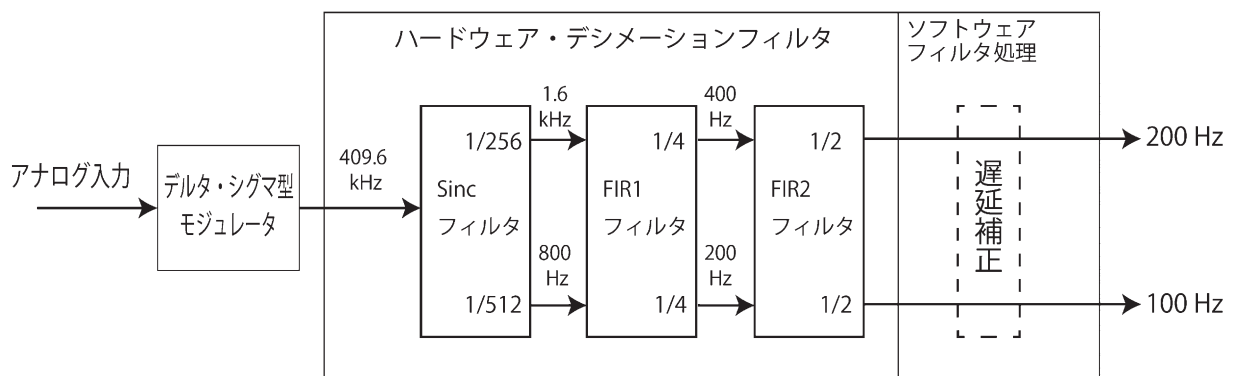 ハードウェア・デシメーションフィルタ
ソフトウェア
フィルタ処理
アナログ入力
デルタ・シグマ型
モジュレータ
409.6
kHz
1/256
Sinc
フィルタ
1/512
1.6
kHz
800
Hz
1/4
FIR1
フィルタ
1/4
400
Hz
200
Hz
1/2
FIR2
フィルタ
1/2
遅延補正
200 Hz
100 Hz